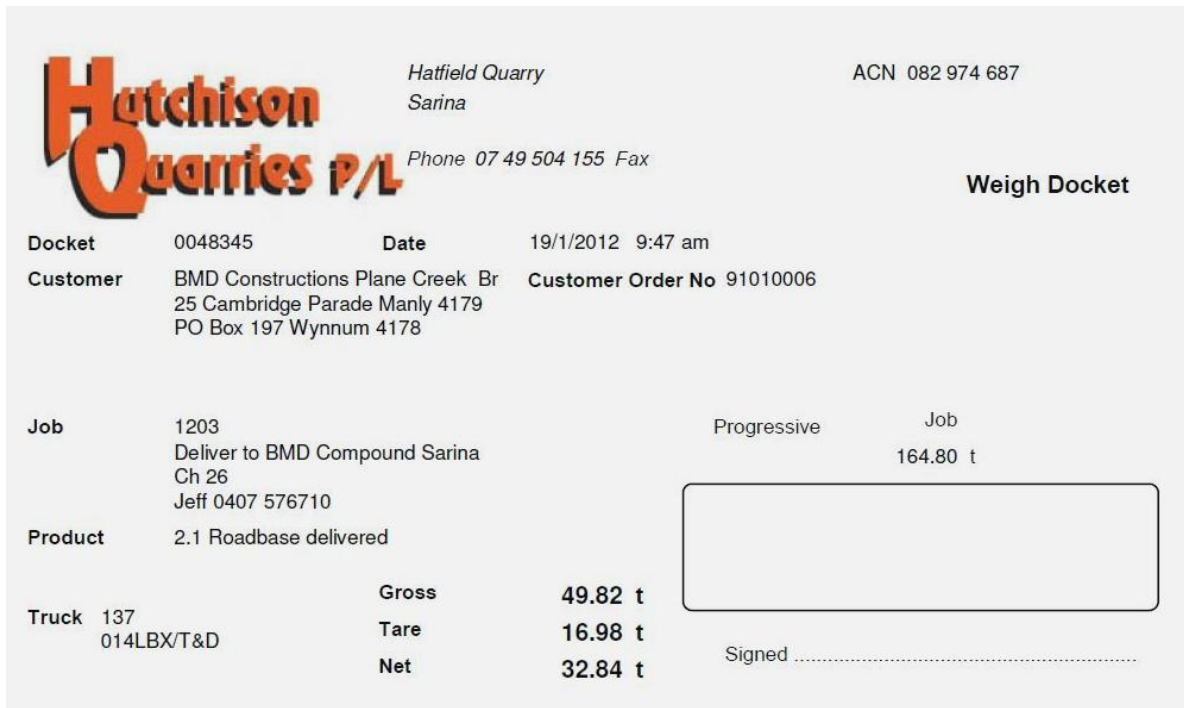 Hutchison
Quarries P/L
Hatfield Quarry
Sarina
Phone 07 49 504 155 Fax
ACN 082 974 687
Weigh Docket
Docket 0048345 Date 19/1/2012 9:47 am
Customer BMD Constructions Plane Creek Br Customer Order No 91010006
25 Cambridge Parade Manly 4179
PO Box 197 Wynnum 4178
Job 1203
Deliver to BMD Compound Sarina
Ch 26
Jeff 0407 576710
Progressive Job
164.80 t
Product 2.1 Roadbase delivered
Truck 137
014LBX/T&D
Gross 49.82 t
Tare 16.98 t
Net 32.84 t
Signed ..........................................................